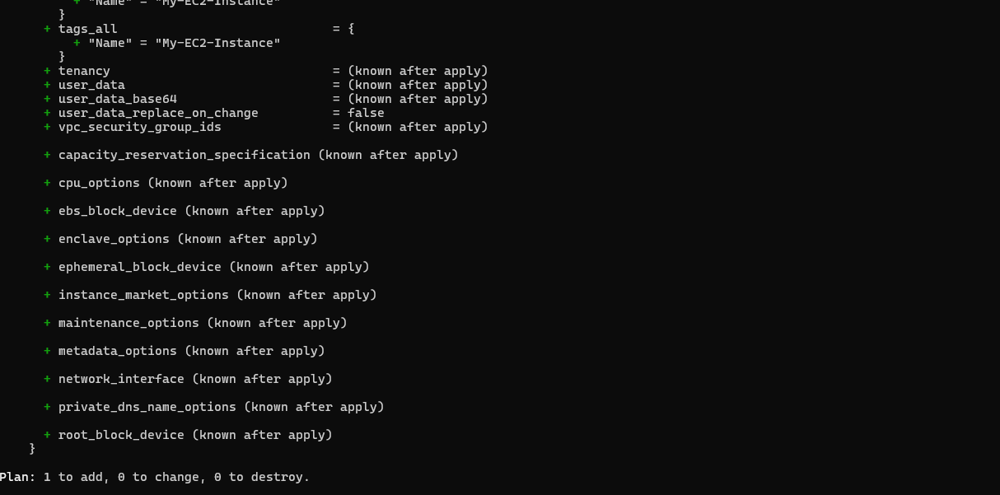 + "Name" = "My-EC2-Instance"
}
+ tags_all = {
+ "Name" = "My-EC2-Instance"
}
+ tenancy = (known after apply)
+ user_data = (known after apply)
+ user_data_base64 = (known after apply)
+ user_data_replace_on_change = false
+ vpc_security_group_ids = (known after apply)
+ capacity_reservation_specification (known after apply)
+ cpu_options (known after apply)
+ ebs_block_device (known after apply)
+ enclave_options (known after apply)
+ ephemeral_block_device (known after apply)
+ instance_market_options (known after apply)
+ maintenance_options (known after apply)
+ metadata_options (known after apply)
+ network_interface (known after apply)
+ private_dns_name_options (known after apply)
+ root_block_device (known after apply)
}
Plan: 1 to add, 0 to change, 0 to destroy.